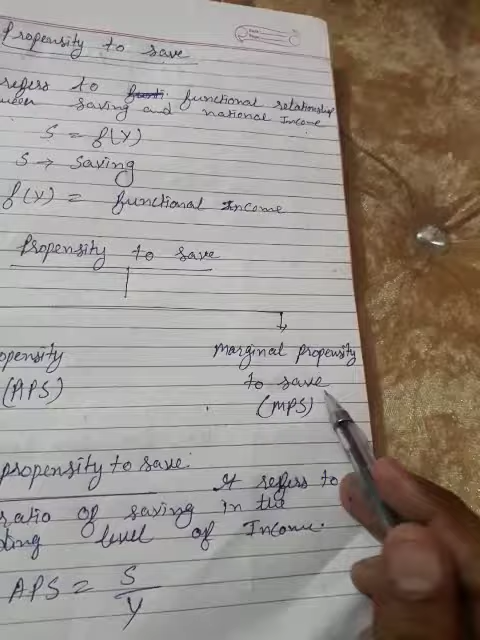 Propensity to save
refers to functional relationship
ween saving and national Income
S = f(Y)
S → Saving
f(Y) = functional Income
Propensity to save
opensity
(APS)
marginal propensity
to save
(MPS)
propensity to save:
It refers to
ratio of saving in the
ding level of Income.
APS = S/Y